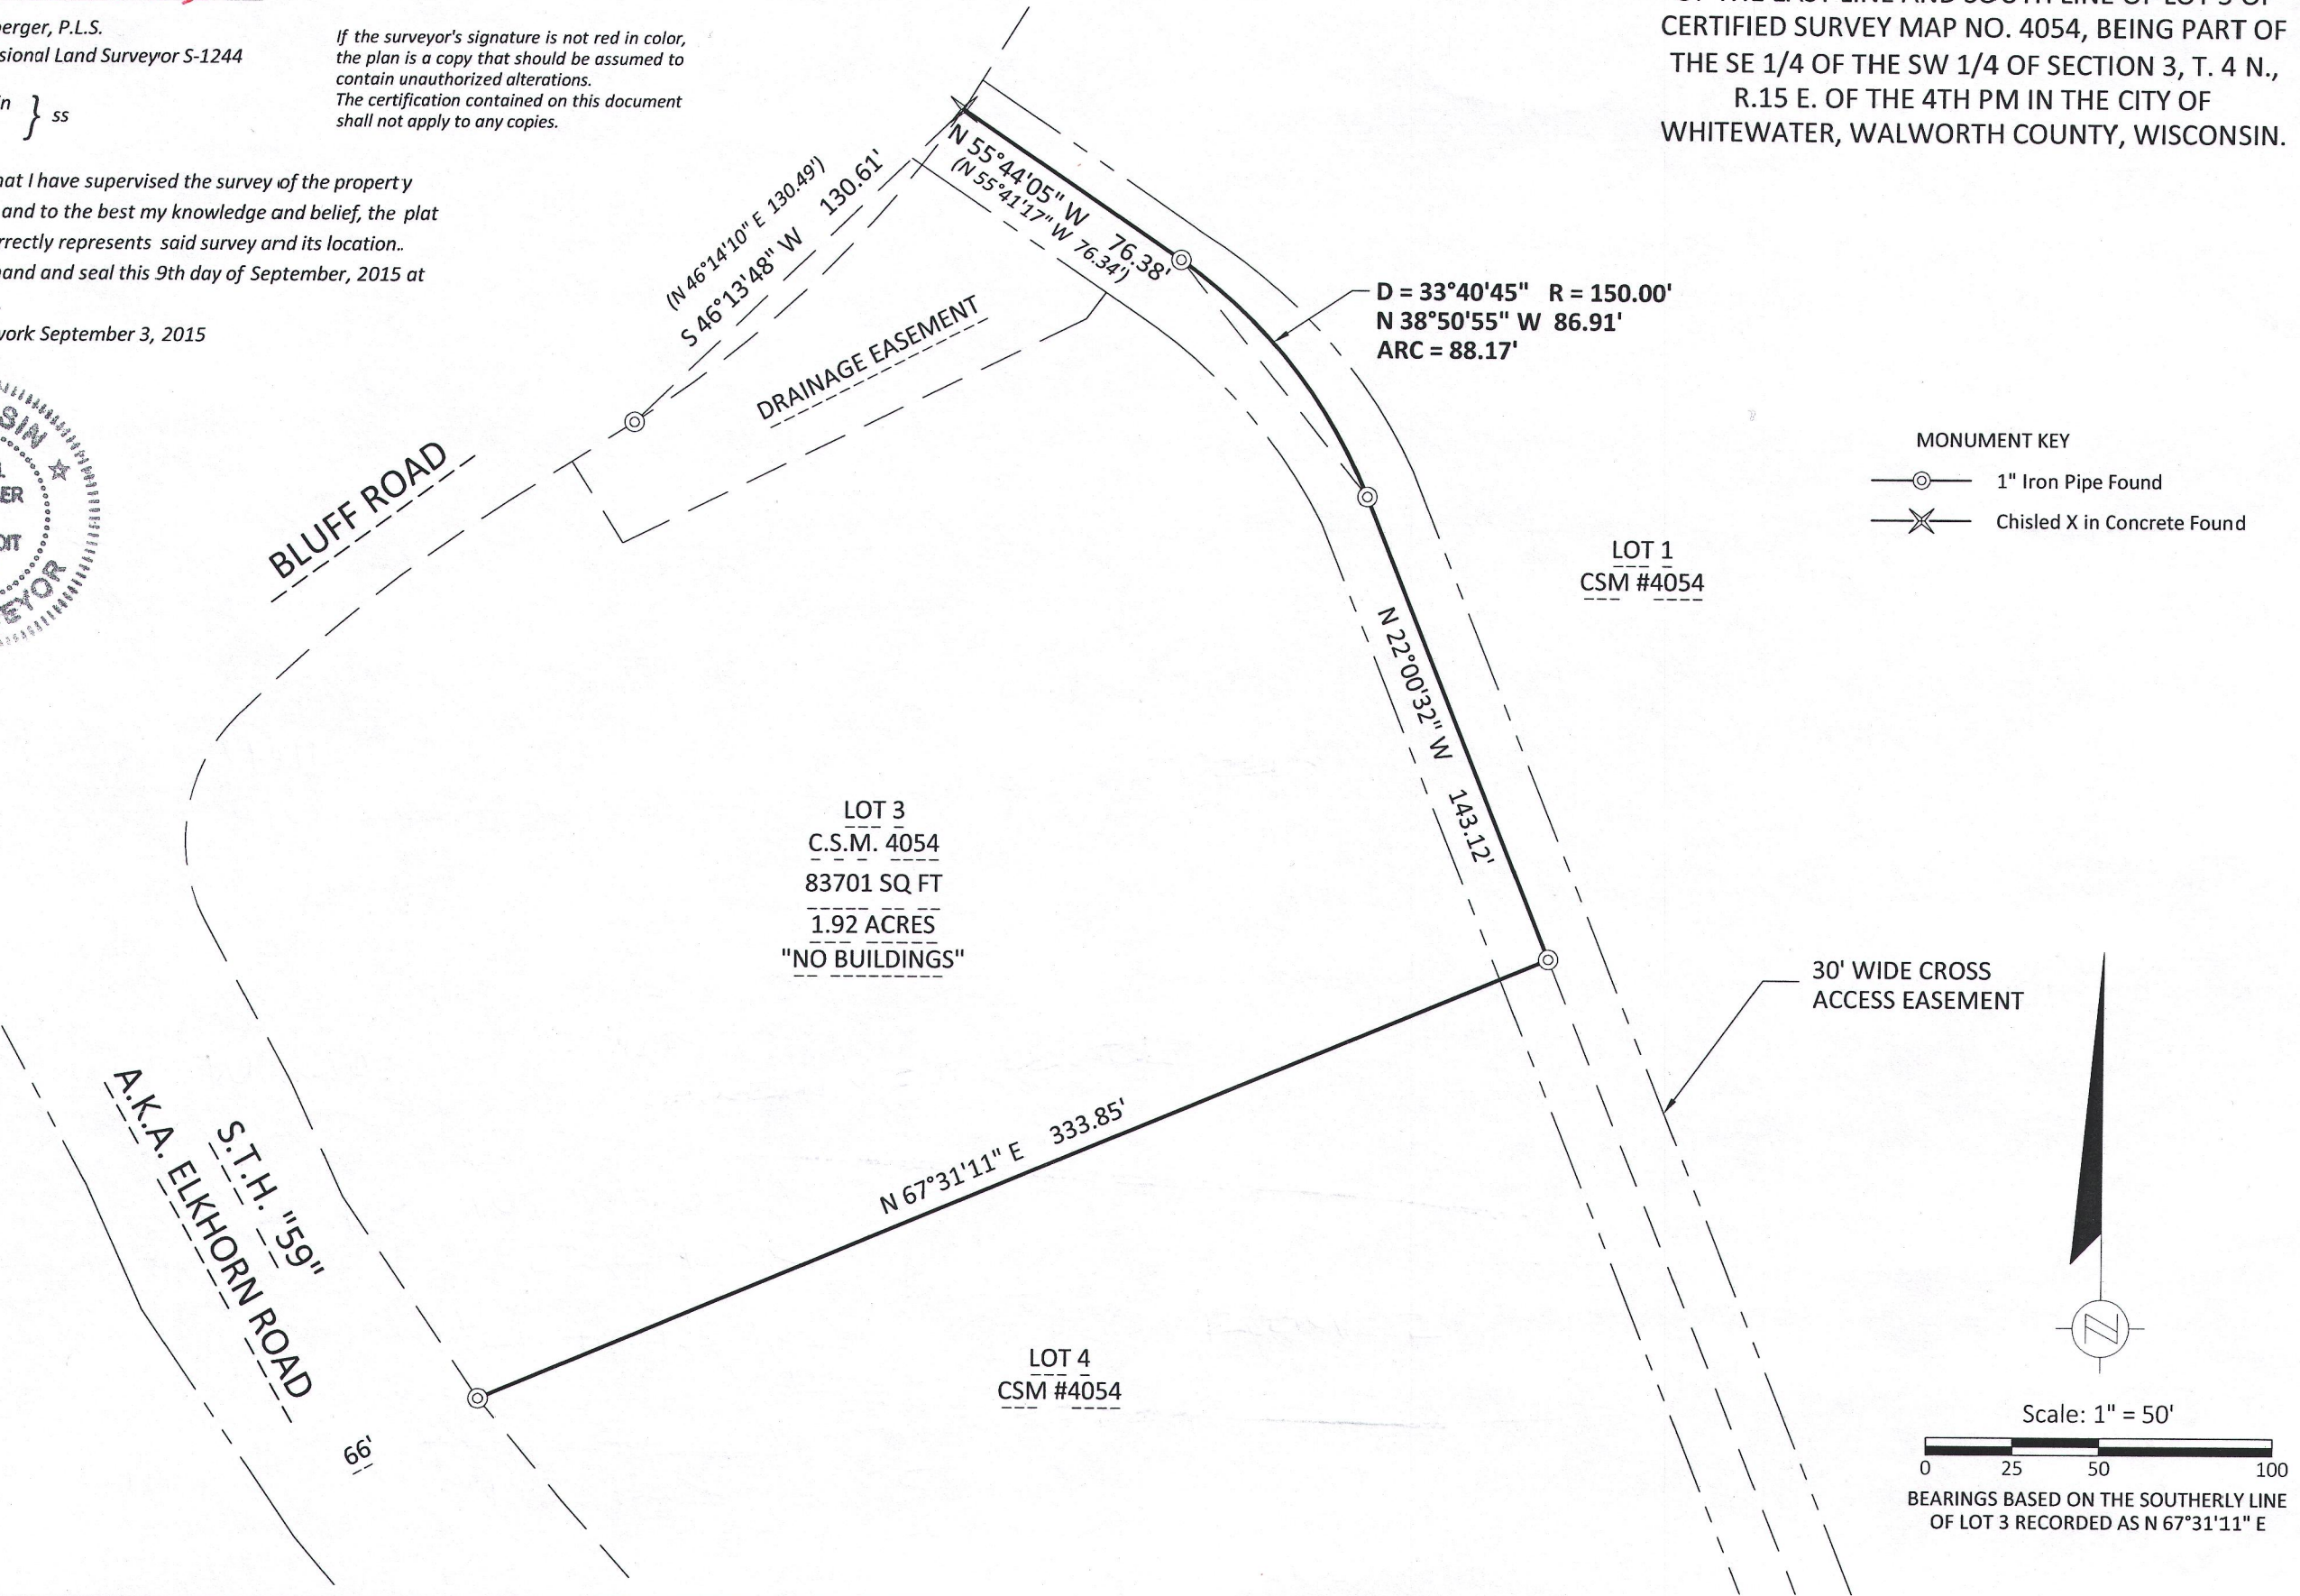 erger, P.L.S.
sional Land Surveyor S-1244
n } ss
If the surveyor's signature is not red in color,
the plan is a copy that should be assumed to
contain unauthorized alterations.
The certification contained on this document
shall not apply to any copies.
at I have supervised the survey of the property
and to the best my knowledge and belief, the plat
rrectly represents said survey and its location..
and and seal this 9th day of September, 2015 at
work September 3, 2015
SIN
ER
OIT
EYOR
CERTIFIED SURVEY MAP NO. 4054, BEING PART OF
THE SE 1/4 OF THE SW 1/4 OF SECTION 3, T. 4 N.,
R.15 E. OF THE 4TH PM IN THE CITY OF
WHITEWATER, WALWORTH COUNTY, WISCONSIN.
(N 46°14'10" E 130.49')
S 46°13'48" W 130.61'
N 55°44'05" W 76.38'
(N 55°41'17" W 76.34')
DRAINAGE EASEMENT
D = 33°40'45" R = 150.00'
N 38°50'55" W 86.91'
ARC = 88.17'
BLUFF ROAD
MONUMENT KEY
1" Iron Pipe Found
Chisled X in Concrete Found
LOT 1
CSM #4054
N 22°00'32" W 143.12'
LOT 3
C.S.M. 4054
83701 SQ FT
1.92 ACRES
"NO BUILDINGS"
30' WIDE CROSS
ACCESS EASEMENT
S.T.H. "59"
A.K.A. ELKHORN ROAD
66'
N 67°31'11" E 333.85'
LOT 4
CSM #4054
N
Scale: 1" = 50'
0 25 50 100
BEARINGS BASED ON THE SOUTHERLY LINE
OF LOT 3 RECORDED AS N 67°31'11" E